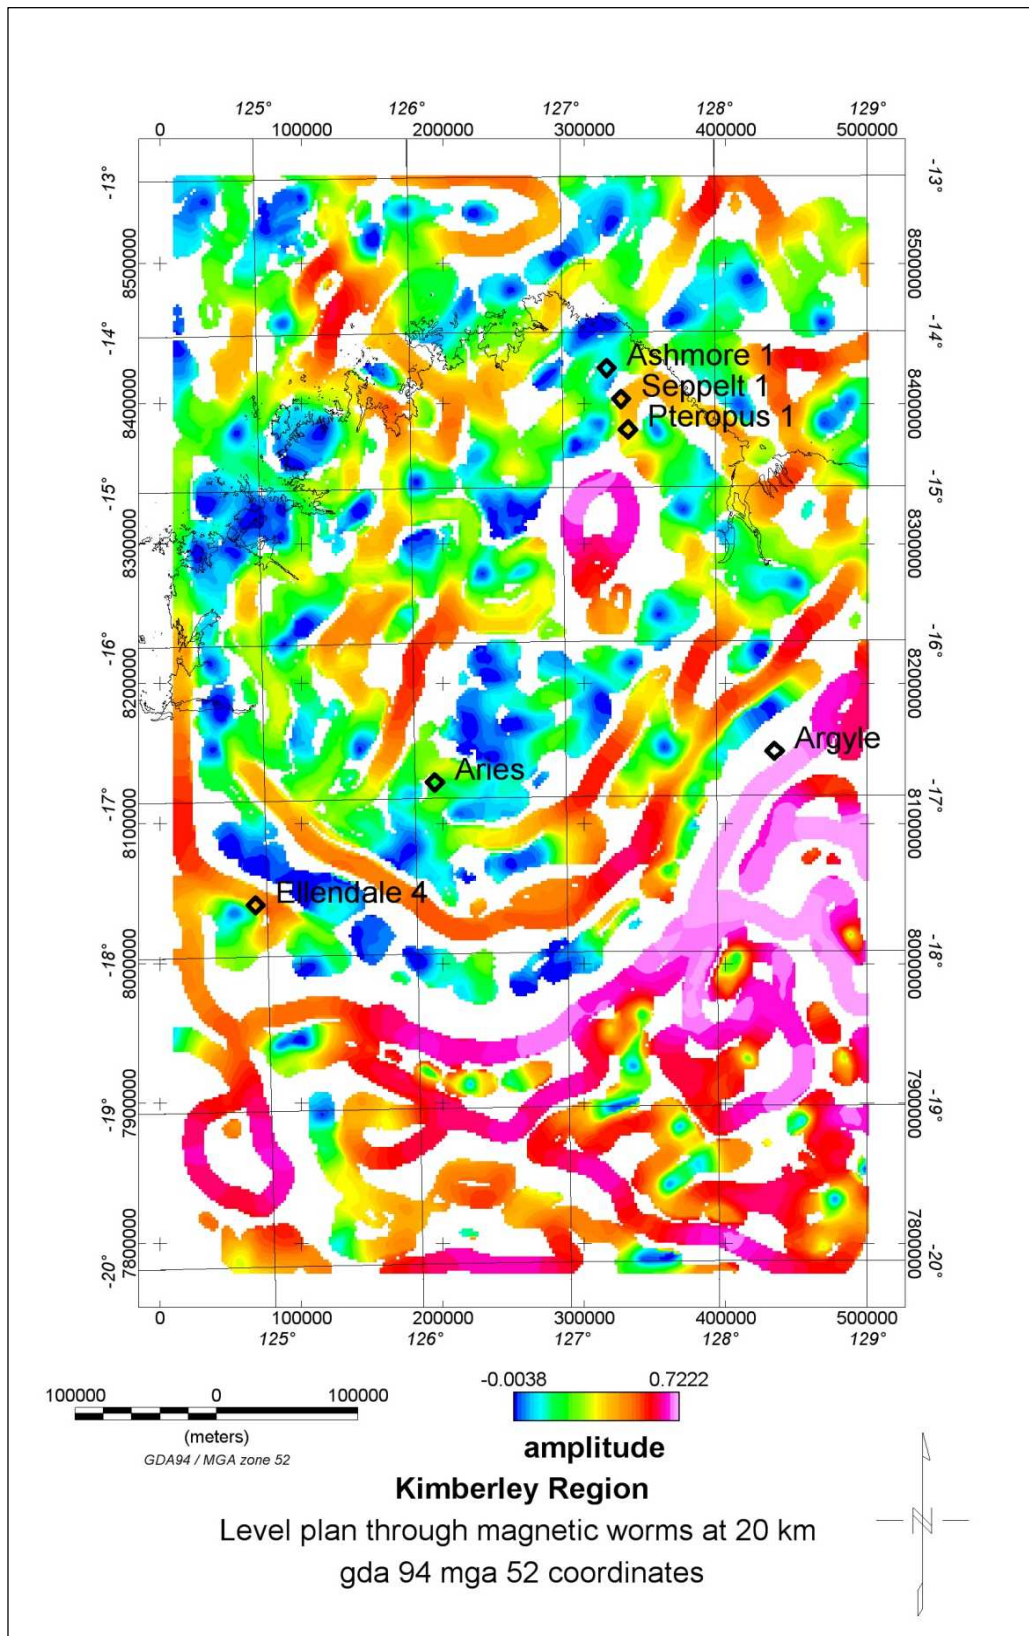 125° 126° 127° 128° 129°
0 100000 200000 300000 400000 500000
-13° -13°
8500000 8500000
-14° -14°
Ashmore 1
Seppelt 1
8400000 8400000
Pteropus 1
-15° -15°
8300000 8300000
-16° -16°
8200000 8200000
Argyle
Aries
-17° -17°
8100000 8100000
Ellendale 4
-18° -18°
8000000 8000000
-19° -19°
7900000 7900000
7800000 7800000
-20° -20°
0 100000 200000 300000 400000 500000
125° 126° 127° 128° 129°
100000 0 100000
(meters)
GDA94 / MGA zone 52
-0.0038 0.7222
amplitude
Kimberley Region
Level plan through magnetic worms at 20 km
gda 94 mga 52 coordinates
N